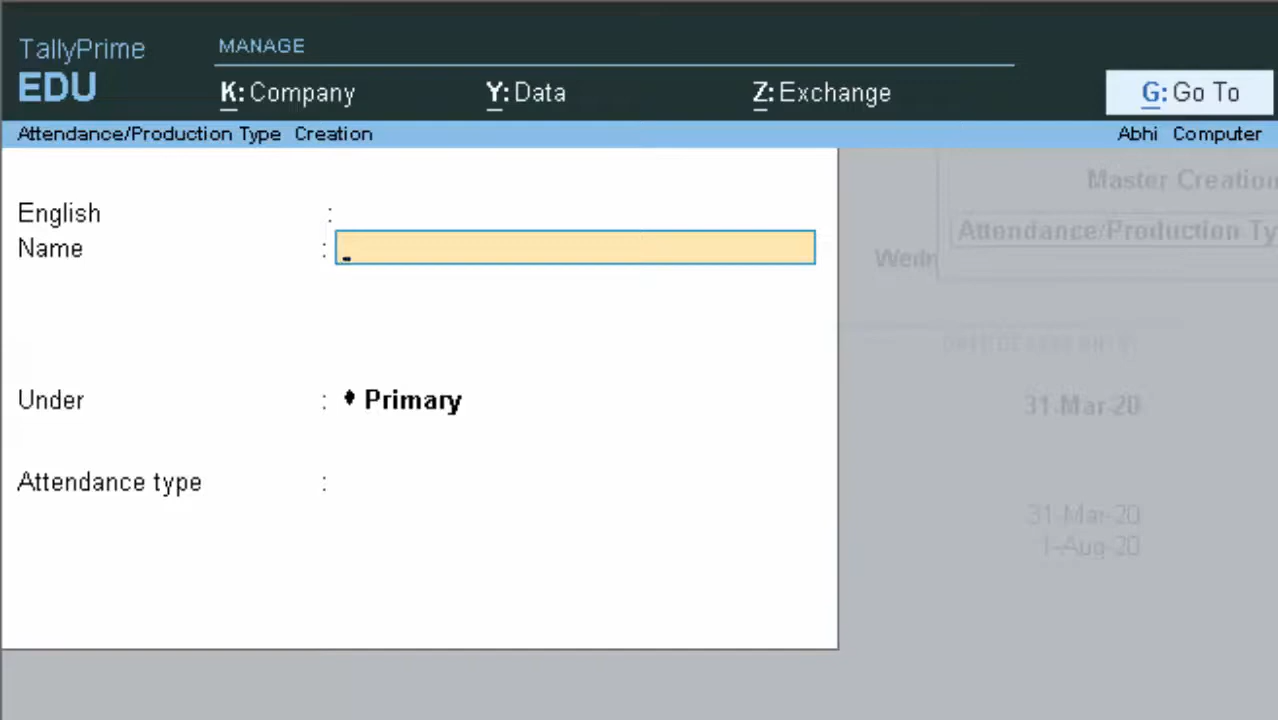 TallyPrime
EDU
MANAGE
K: Company
Y: Data
Z: Exchange
G: Go To
Attendance/Production Type Creation
Abhi Computer
English :
Name :
Under : ♦ Primary
Attendance type :
Master Creation
Attendance/Production Ty
31-Mar-20
31-Mar-20
1-Aug-20